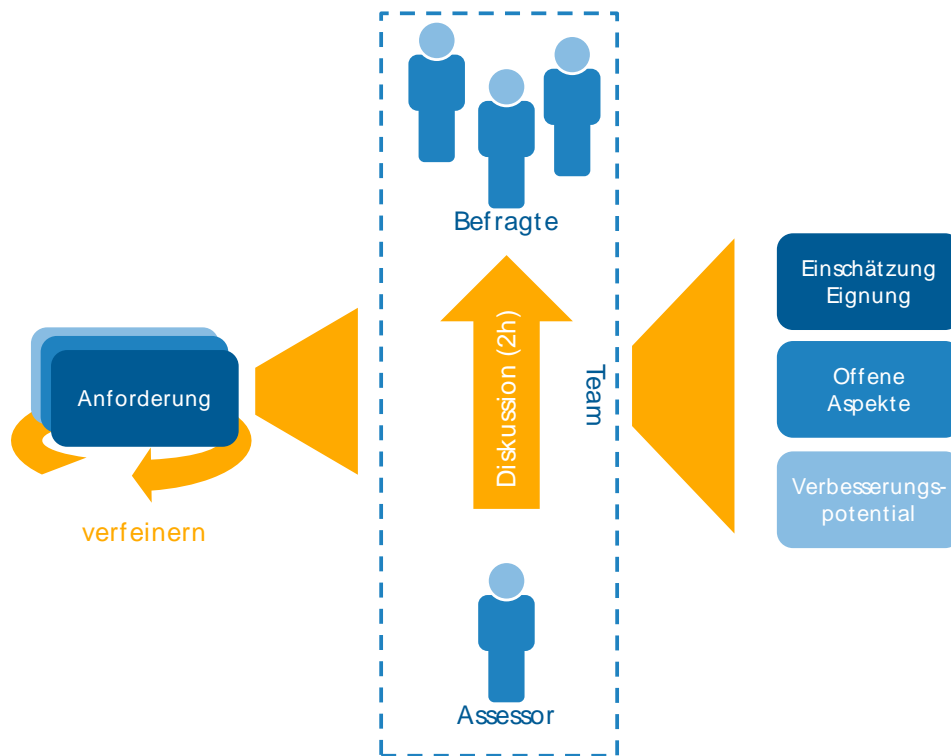 Befragte
Einschätzung
Eignung
Diskussion (2h)
Team
Anforderung
Offene
Aspekte
Verbesserungs-
potential
verfeinern
Assessor